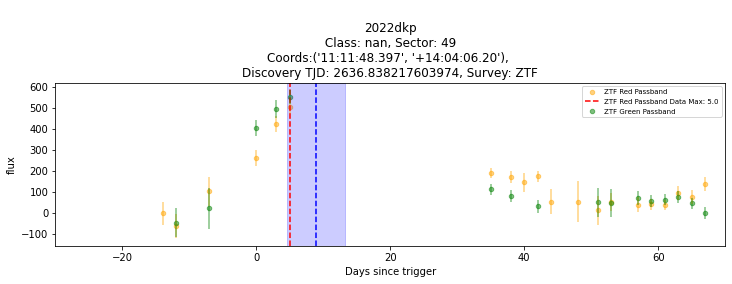 2022dkp
Class: nan, Sector: 49
Coords:('11:11:48.397', '+14:04:06.20'),
Discovery TJD: 2636.838217603974, Survey: ZTF
ZTF Red Passband
ZTF Red Passband Data Max: 5.0
ZTF Green Passband
600
500
400
300
200
100
0
−100
flux
−20
0
20
40
60
Days since trigger